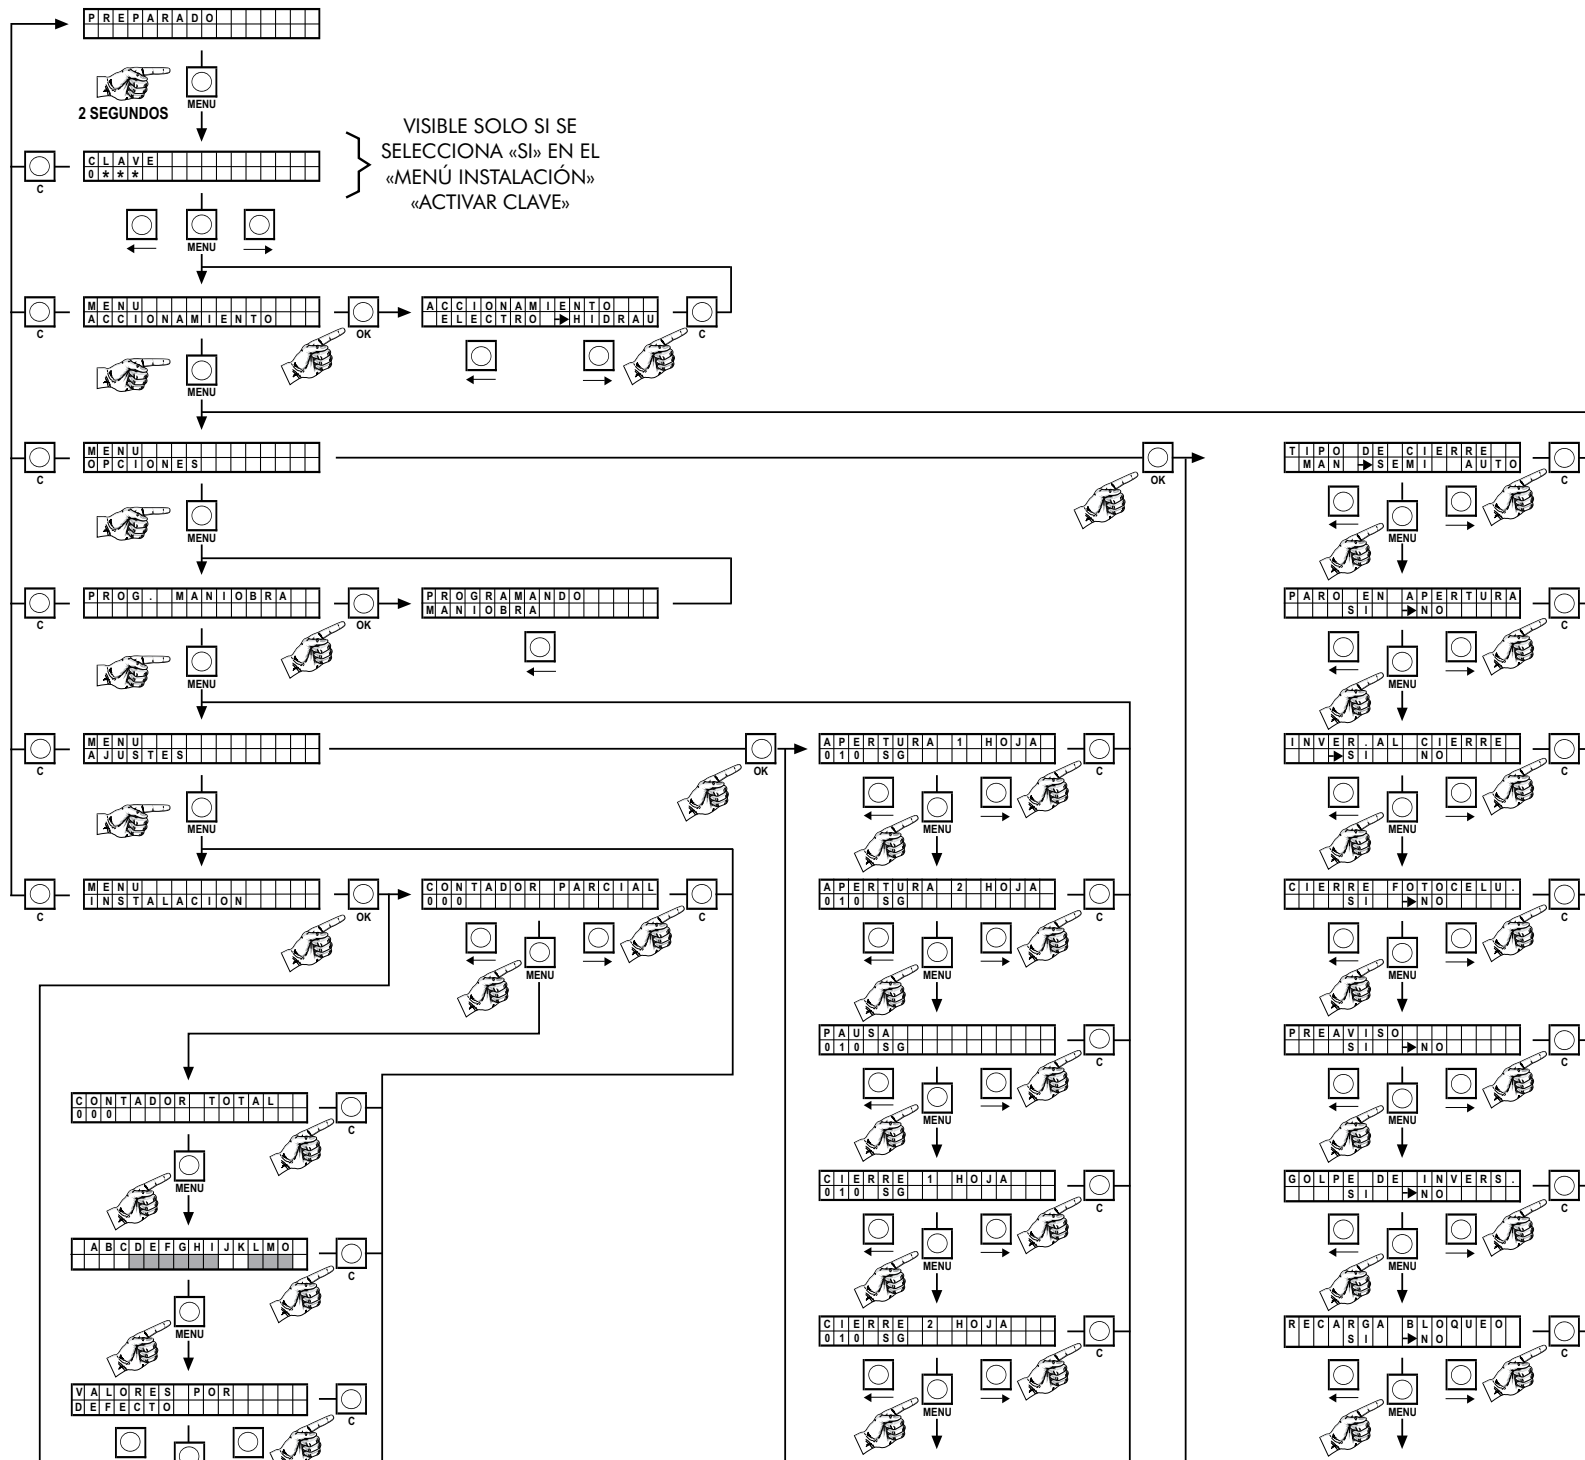 PREPARADO
2 SEGUNDOS
MENU
CLAVE
0***
C
VISIBLE SOLO SI SE
SELECCIONA «SI» EN EL
«MENÚ INSTALACIÓN»
«ACTIVAR CLAVE»
MENU
MENU
ACCIONAMIENTO
C
OK
ACCIONAMIENTO
ELECTRO HIDRAU
C
MENU
MENU
OPCIONES
C
OK
MENU
PROG. MANIOBRA
C
OK
PROGRAMANDO
MANIOBRA
MENU
MENU
AJUSTES
C
OK
MENU
MENU
INSTALACION
C
OK
CONTADOR PARCIAL
000
C
MENU
CONTADOR TOTAL
000
C
MENU
ABCDEFGHIJKLMO
C
MENU
VALORES POR
DEFECTO
C
APERTURA 1 HOJA
010 SG
C
MENU
APERTURA 2 HOJA
010 SG
C
MENU
PAUSA
010 SG
C
MENU
CIERRE 1 HOJA
010 SG
C
MENU
CIERRE 2 HOJA
010 SG
C
MENU
TIPO DE CIERRE
MAN SEMI AUTO
C
MENU
PARO EN APERTURA
SI NO
C
MENU
INVER.AL CIERRE
SI NO
C
MENU
CIERRE FOTOCELU.
SI NO
C
MENU
PREAVISO
SI NO
C
MENU
GOLPE DE INVERS.
SI NO
C
MENU
RECARGA BLOQUEO
SI NO
C
MENU